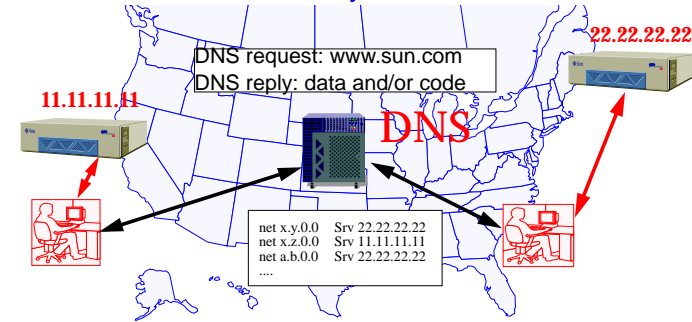 DNS request: www.sun.com
DNS reply: data and/or code
22.22.22.22
11.11.11.11
Sun
Sun
DNS
net x.y.0.0 Srv 22.22.22.22
net x.z.0.0 Srv 11.11.11.11
net a.b.0.0 Srv 22.22.22.22
....